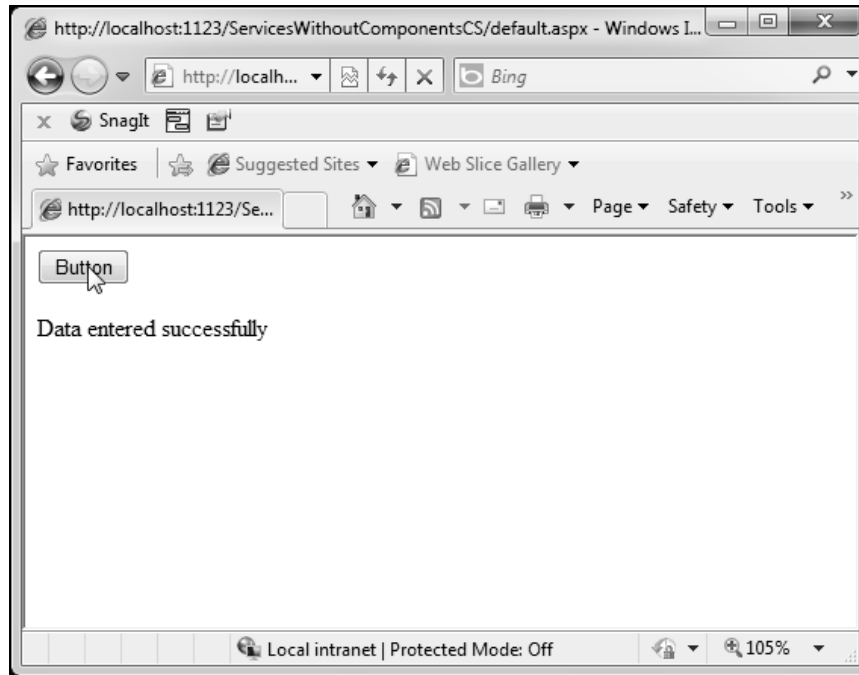 http://localhost:1123/ServicesWithoutComponentsCS/default.aspx - Windows I...
http://localh... Bing
x SnagIt
Favorites Suggested Sites Web Slice Gallery
http://localhost:1123/Se... Page Safety Tools »
Button
Data entered successfully
Local intranet | Protected Mode: Off 105%